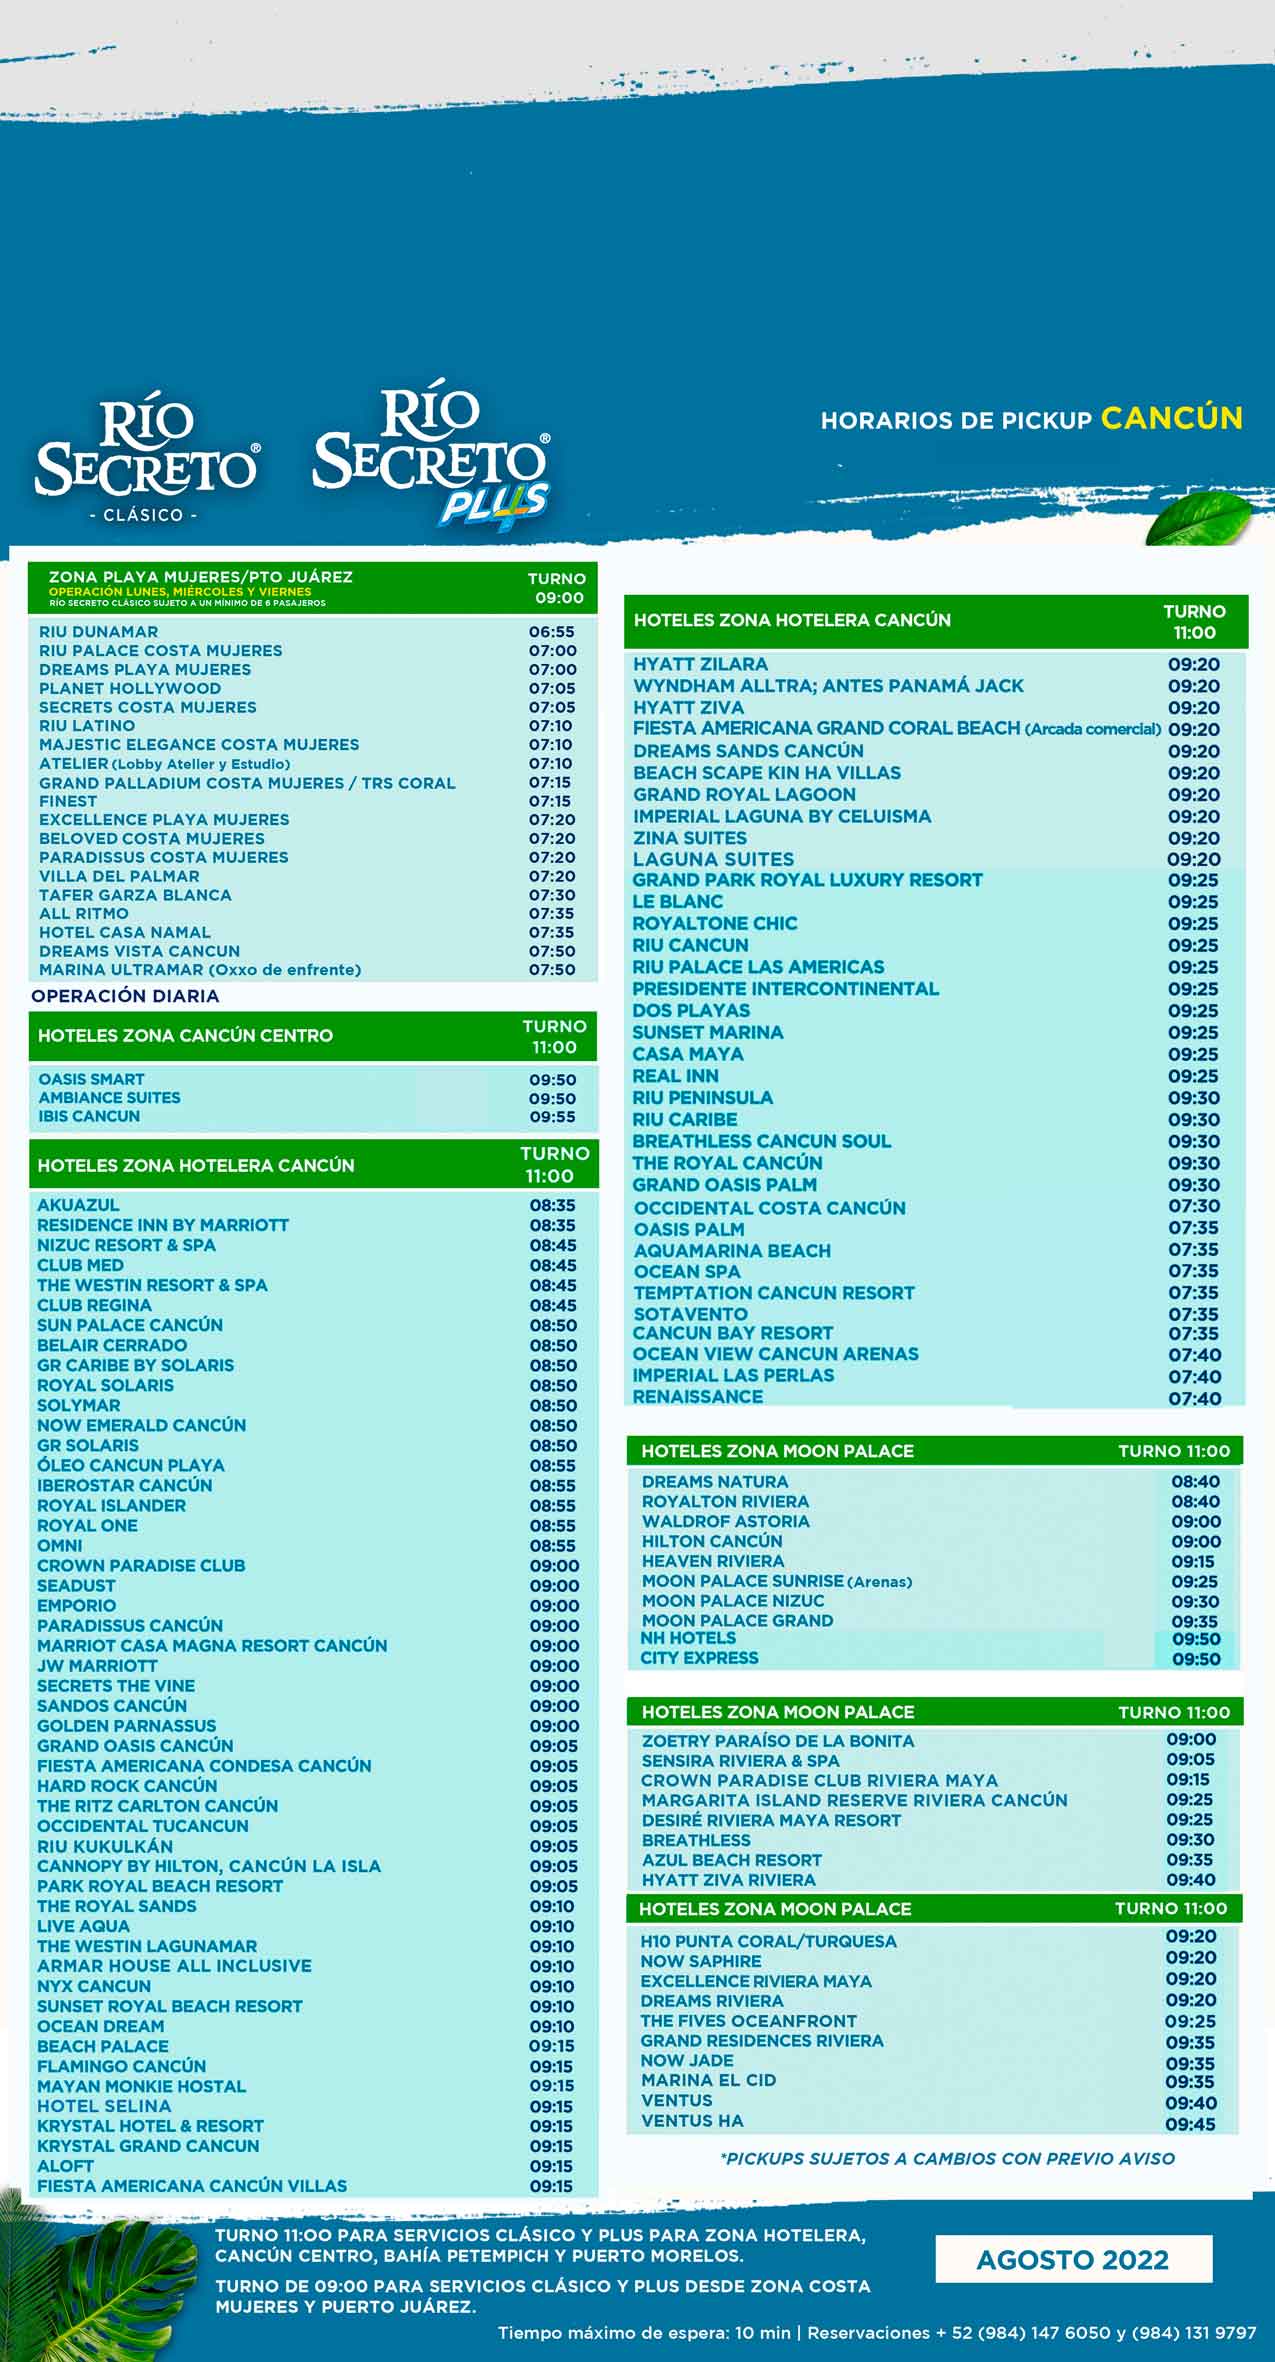 RÍO
SECRETO®
- CLÁSICO -
RÍO
SECRETO®
PLUS
HORARIOS DE PICKUP CANCÚN
ZONA PLAYA MUJERES/PTO JUÁREZ TURNO
OPERACIÓN LUNES, MIÉRCOLES Y VIERNES 09:00
RÍO SECRETO CLÁSICO SUJETO A UN MÍNIMO DE 6 PASAJEROS
RIU DUNAMAR 06:55
RIU PALACE COSTA MUJERES 07:00
DREAMS PLAYA MUJERES 07:00
PLANET HOLLYWOOD 07:05
SECRETS COSTA MUJERES 07:05
RIU LATINO 07:10
MAJESTIC ELEGANCE COSTA MUJERES 07:10
ATELIER (Lobby Atelier y Estudio) 07:10
GRAND PALLADIUM COSTA MUJERES / TRS CORAL 07:15
FINEST 07:15
EXCELLENCE PLAYA MUJERES 07:20
BELOVED COSTA MUJERES 07:20
PARADISSUS COSTA MUJERES 07:20
VILLA DEL PALMAR 07:20
TAFER GARZA BLANCA 07:30
ALL RITMO 07:35
HOTEL CASA NAMAL 07:35
DREAMS VISTA CANCUN 07:50
MARINA ULTRAMAR (Oxxo de enfrente) 07:50
OPERACIÓN DIARIA
HOTELES ZONA CANCÚN CENTRO TURNO
11:00
OASIS SMART 09:50
AMBIANCE SUITES 09:50
IBIS CANCUN 09:55
HOTELES ZONA HOTELERA CANCÚN TURNO
11:00
AKUAZUL 08:35
RESIDENCE INN BY MARRIOTT 08:35
NIZUC RESORT & SPA 08:45
CLUB MED 08:45
THE WESTIN RESORT & SPA 08:45
CLUB REGINA 08:45
SUN PALACE CANCÚN 08:50
BELAIR CERRADO 08:50
GR CARIBE BY SOLARIS 08:50
ROYAL SOLARIS 08:50
SOLYMAR 08:50
NOW EMERALD CANCÚN 08:50
GR SOLARIS 08:50
ÓLEO CANCUN PLAYA 08:55
IBEROSTAR CANCÚN 08:55
ROYAL ISLANDER 08:55
ROYAL ONE 08:55
OMNI 08:55
CROWN PARADISE CLUB 09:00
SEADUST 09:00
EMPORIO 09:00
PARADISSUS CANCÚN 09:00
MARRIOT CASA MAGNA RESORT CANCÚN 09:00
JW MARRIOTT 09:00
SECRETS THE VINE 09:00
SANDOS CANCÚN 09:00
GOLDEN PARNASSUS 09:00
GRAND OASIS CANCÚN 09:05
FIESTA AMERICANA CONDESA CANCÚN 09:05
HARD ROCK CANCÚN 09:05
THE RITZ CARLTON CANCÚN 09:05
OCCIDENTAL TUCANCUN 09:05
RIU KUKULKÁN 09:05
CANNOPY BY HILTON, CANCÚN LA ISLA 09:05
PARK ROYAL BEACH RESORT 09:05
THE ROYAL SANDS 09:10
LIVE AQUA 09:10
THE WESTIN LAGUNAMAR 09:10
ARMAR HOUSE ALL INCLUSIVE 09:10
NYX CANCUN 09:10
SUNSET ROYAL BEACH RESORT 09:10
OCEAN DREAM 09:10
BEACH PALACE 09:15
FLAMINGO CANCÚN 09:15
MAYAN MONKIE HOSTAL 09:15
HOTEL SELINA 09:15
KRYSTAL HOTEL & RESORT 09:15
KRYSTAL GRAND CANCUN 09:15
ALOFT 09:15
FIESTA AMERICANA CANCÚN VILLAS 09:15
HOTELES ZONA HOTELERA CANCÚN TURNO
11:00
HYATT ZILARA 09:20
WYNDHAM ALLTRA; ANTES PANAMÁ JACK 09:20
HYATT ZIVA 09:20
FIESTA AMERICANA GRAND CORAL BEACH (Arcada comercial) 09:20
DREAMS SANDS CANCÚN 09:20
BEACH SCAPE KIN HA VILLAS 09:20
GRAND ROYAL LAGOON 09:20
IMPERIAL LAGUNA BY CELUISMA 09:20
ZINA SUITES 09:20
LAGUNA SUITES 09:20
GRAND PARK ROYAL LUXURY RESORT 09:25
LE BLANC 09:25
ROYALTONE CHIC 09:25
RIU CANCUN 09:25
RIU PALACE LAS AMERICAS 09:25
PRESIDENTE INTERCONTINENTAL 09:25
DOS PLAYAS 09:25
SUNSET MARINA 09:25
CASA MAYA 09:25
REAL INN 09:25
RIU PENINSULA 09:30
RIU CARIBE 09:30
BREATHLESS CANCUN SOUL 09:30
THE ROYAL CANCÚN 09:30
GRAND OASIS PALM 09:30
OCCIDENTAL COSTA CANCÚN 07:30
OASIS PALM 07:35
AQUAMARINA BEACH 07:35
OCEAN SPA 07:35
TEMPTATION CANCUN RESORT 07:35
SOTAVENTO 07:35
CANCUN BAY RESORT 07:35
OCEAN VIEW CANCUN ARENAS 07:40
IMPERIAL LAS PERLAS 07:40
RENAISSANCE 07:40
HOTELES ZONA MOON PALACE TURNO 11:00
DREAMS NATURA 08:40
ROYALTON RIVIERA 08:40
WALDROF ASTORIA 09:00
HILTON CANCÚN 09:00
HEAVEN RIVIERA 09:15
MOON PALACE SUNRISE (Arenas) 09:25
MOON PALACE NIZUC 09:30
MOON PALACE GRAND 09:35
NH HOTELS 09:50
CITY EXPRESS 09:50
HOTELES ZONA MOON PALACE TURNO 11:00
ZOETRY PARAÍSO DE LA BONITA 09:00
SENSIRA RIVIERA & SPA 09:05
CROWN PARADISE CLUB RIVIERA MAYA 09:15
MARGARITA ISLAND RESERVE RIVIERA CANCÚN 09:25
DESIRÉ RIVIERA MAYA RESORT 09:25
BREATHLESS 09:30
AZUL BEACH RESORT 09:35
HYATT ZIVA RIVIERA 09:40
HOTELES ZONA MOON PALACE TURNO 11:00
H10 PUNTA CORAL/TURQUESA 09:20
NOW SAPHIRE 09:20
EXCELLENCE RIVIERA MAYA 09:20
DREAMS RIVIERA 09:20
THE FIVES OCEANFRONT 09:25
GRAND RESIDENCES RIVIERA 09:35
NOW JADE 09:35
MARINA EL CID 09:35
VENTUS 09:40
VENTUS HA 09:45
*PICKUPS SUJETOS A CAMBIOS CON PREVIO AVISO
TURNO 11:OO PARA SERVICIOS CLÁSICO Y PLUS PARA ZONA HOTELERA,
CANCÚN CENTRO, BAHÍA PETEMPICH Y PUERTO MORELOS.
TURNO DE 09:00 PARA SERVICIOS CLÁSICO Y PLUS DESDE ZONA COSTA
MUJERES Y PUERTO JUÁREZ.
AGOSTO 2022
Tiempo máximo de espera: 10 min | Reservaciones + 52 (984) 147 6050 y (984) 131 9797